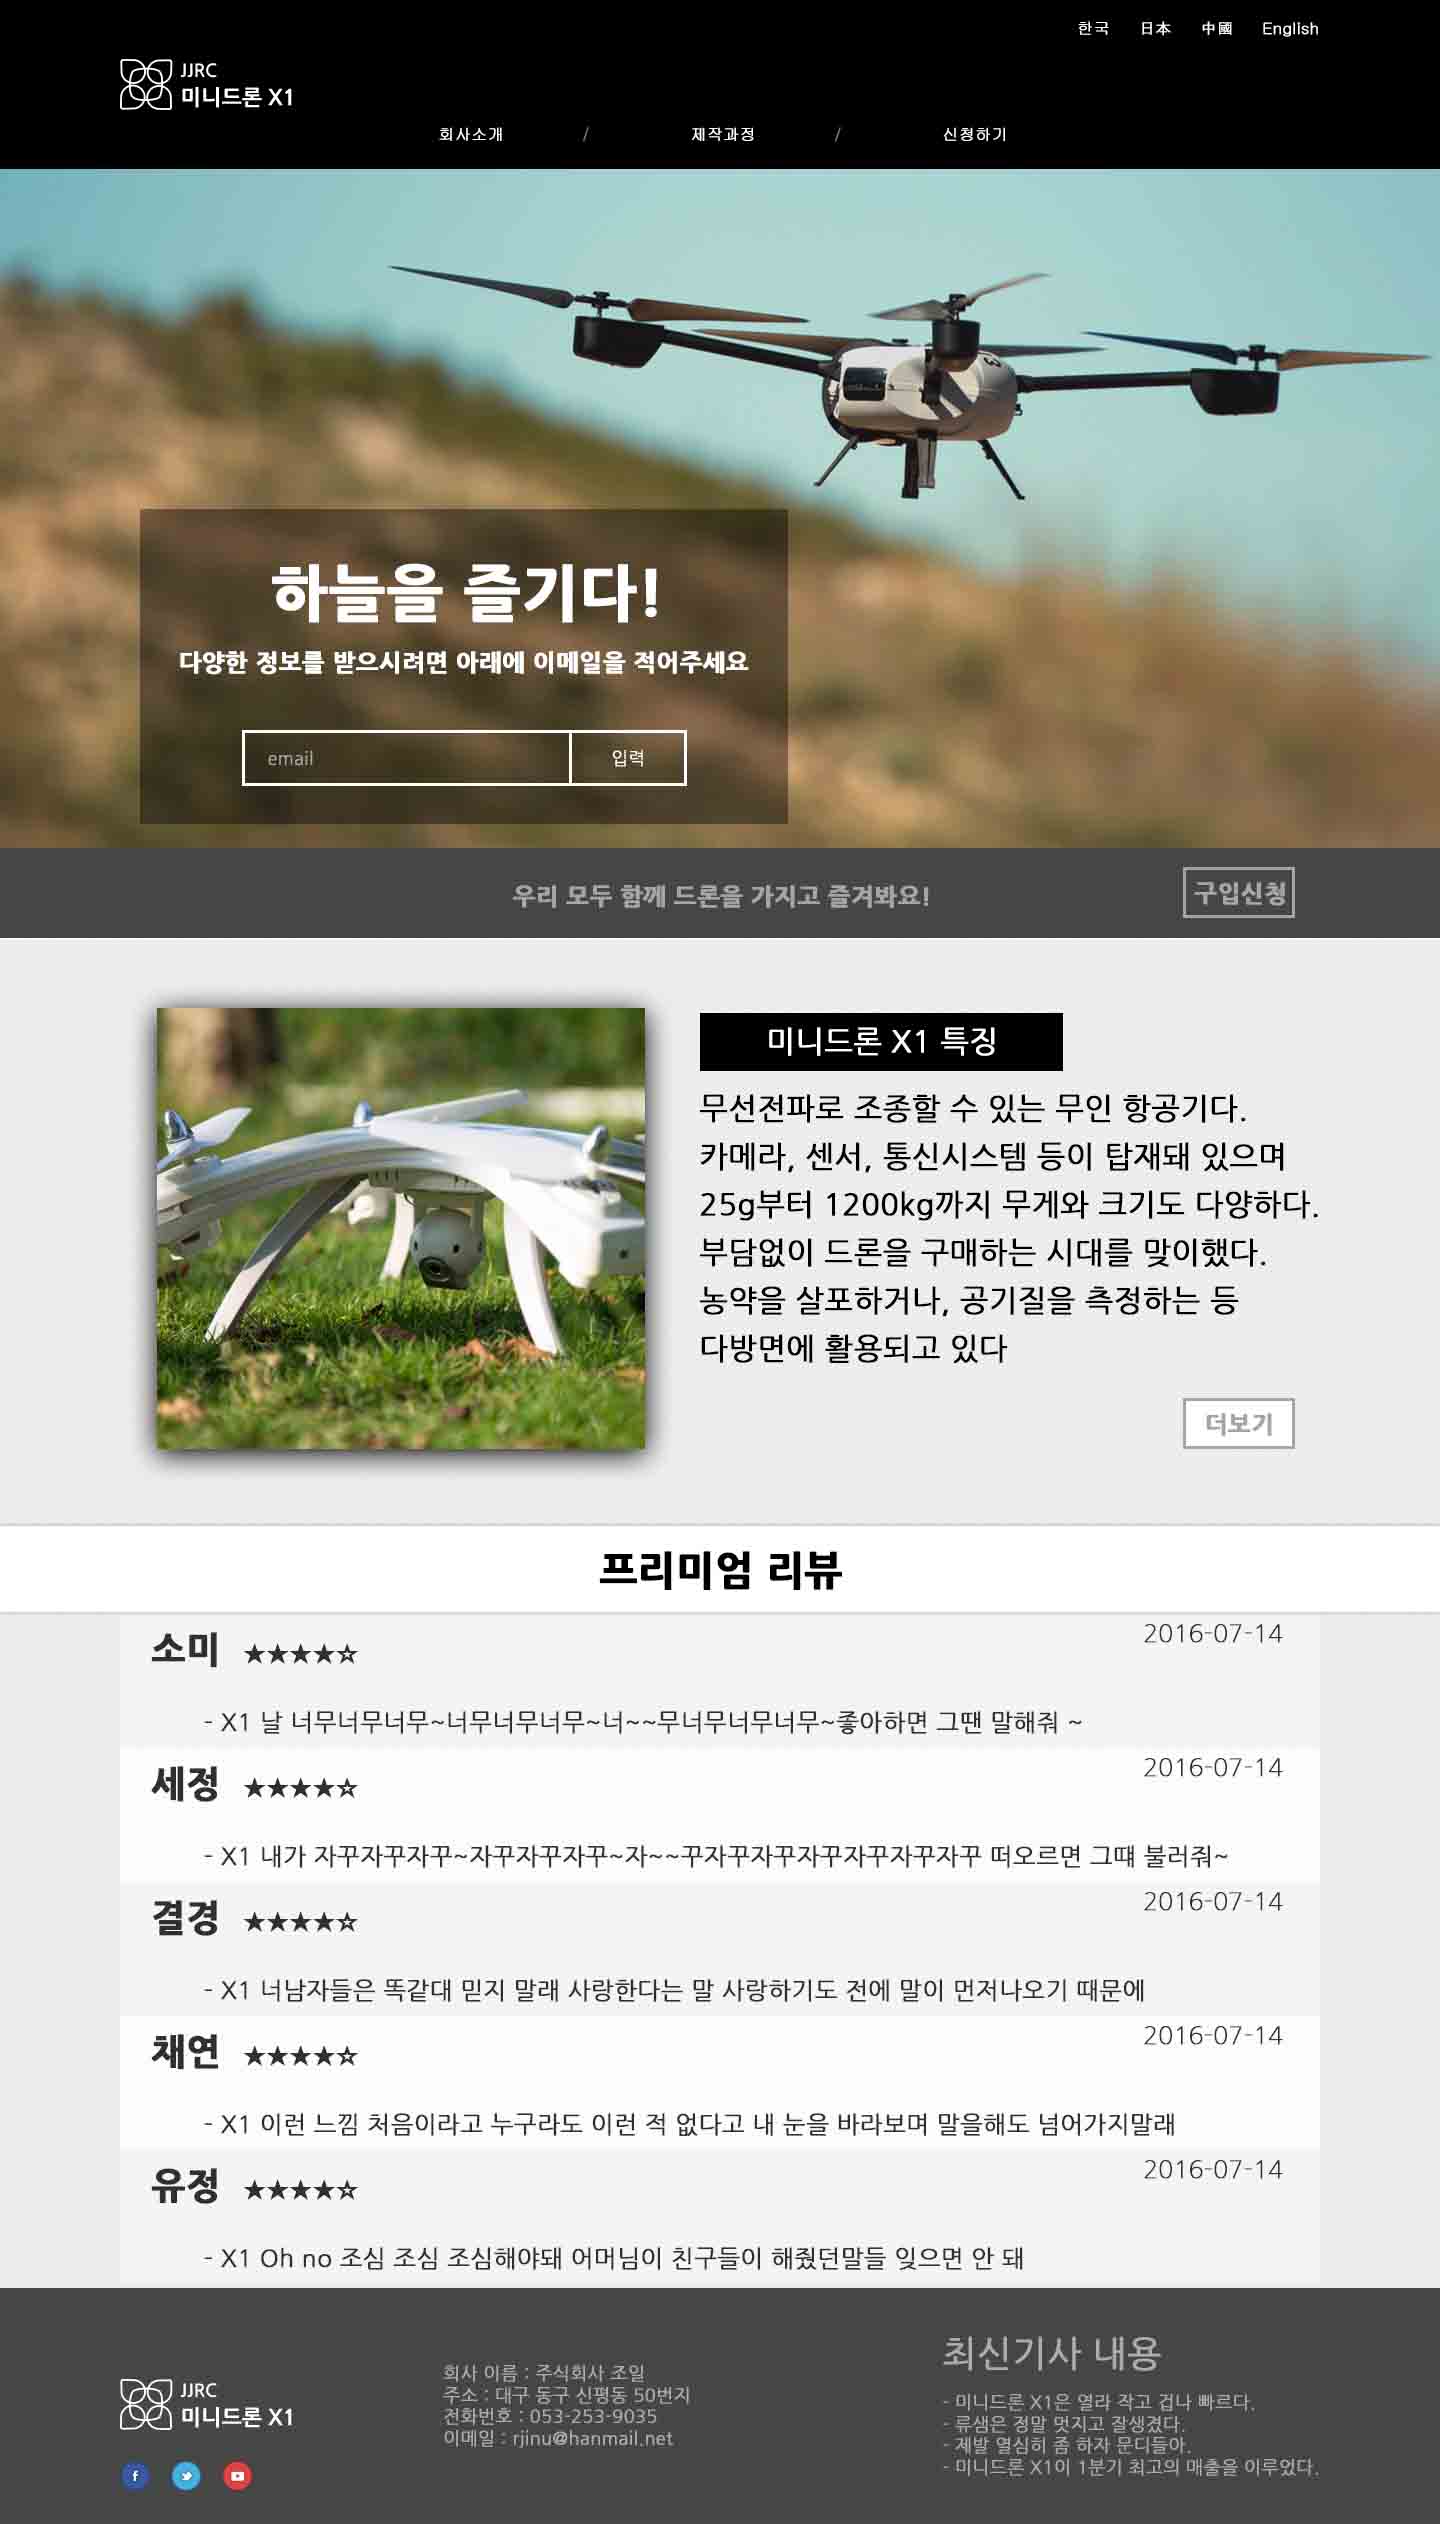 한국 日本 中國 English
JJRC
미니드론 X1
회사소개 / 제작과정 / 신청하기
하늘을 즐기다!
다양한 정보를 받으시려면 아래에 이메일을 적어주세요
email 입력
우리 모두 함께 드론을 가지고 즐겨봐요!
구입신청
미니드론 X1 특징
무선전파로 조종할 수 있는 무인 항공기다.
카메라, 센서, 통신시스템 등이 탑재돼 있으며
25g부터 1200kg까지 무게와 크기도 다양하다.
부담없이 드론을 구매하는 시대를 맞이했다.
농약을 살포하거나, 공기질을 측정하는 등
다방면에 활용되고 있다
더보기
프리미엄 리뷰
소미 ★★★★☆ 2016-07-14
- X1 날 너무너무너무~너무너무너무~너~~무너무너무너무~좋아하면 그땐 말해줘 ~
세정 ★★★★☆ 2016-07-14
- X1 내가 자꾸자꾸자꾸~자꾸자꾸자꾸~자~~꾸자꾸자꾸자꾸자꾸자꾸자꾸 떠오르면 그떄 불러줘~
결경 ★★★★☆ 2016-07-14
- X1 너남자들은 똑같대 믿지 말래 사랑한다는 말 사랑하기도 전에 말이 먼저나오기 때문에
채연 ★★★★☆ 2016-07-14
- X1 이런 느낌 처음이라고 누구라도 이런 적 없다고 내 눈을 바라보며 말을해도 넘어가지말래
유정 ★★★★☆ 2016-07-14
- X1 Oh no 조심 조심 조심해야돼 어머님이 친구들이 해줬던말들 잊으면 안 돼
JJRC
미니드론 X1
회사 이름 : 주식회사 조일
주소 : 대구 동구 신평동 50번지
전화번호 : 053-253-9035
이메일 : rjinu@hanmail.net
최신기사 내용
- 미니드론 X1은 열라 작고 겁나 빠르다.
- 류샘은 정말 멋지고 잘생겼다.
- 제발 열심히 좀 하자 문디들아.
- 미니드론 X1이 1분기 최고의 매출을 이루었다.